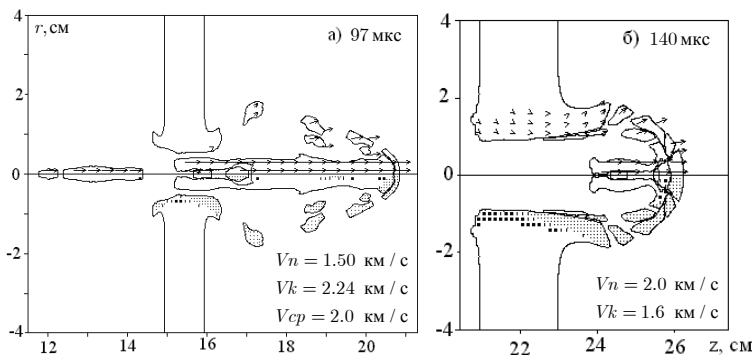 r, см
а) 97 мкс
4
2
0
-2
-4
12
14
16
18
20
Vn = 1.50 км / с
Vk = 2.24 км / с
Vcp = 2.0 км / с
б) 140 мкс
4
2
0
-2
-4
22
24
26
z, см
Vn = 2.0 км / с
Vk = 1.6 км / с